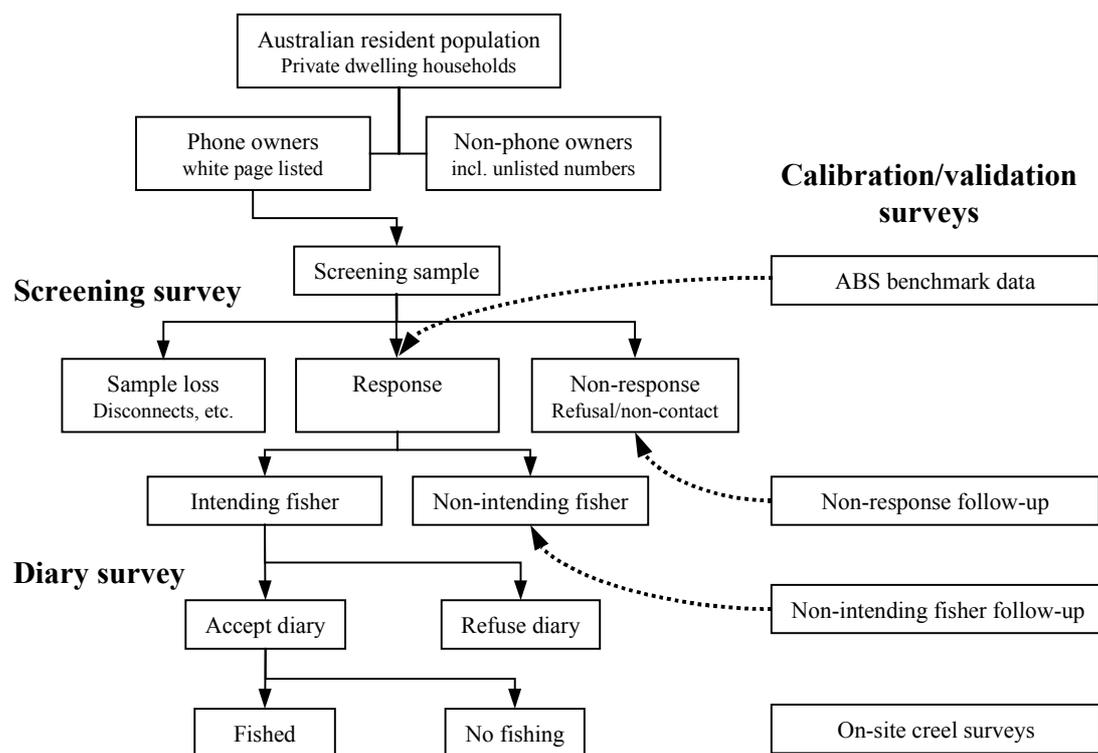 Australian resident population
Private dwelling households
Phone owners
white page listed
Non-phone owners
incl. unlisted numbers
Calibration/validation
surveys
Screening sample
ABS benchmark data
Screening survey
Sample loss
Disconnects, etc.
Response
Non-response
Refusal/non-contact
Intending fisher
Non-intending fisher
Non-response follow-up
Diary survey
Accept diary
Refuse diary
Non-intending fisher follow-up
Fished
No fishing
On-site creel surveys